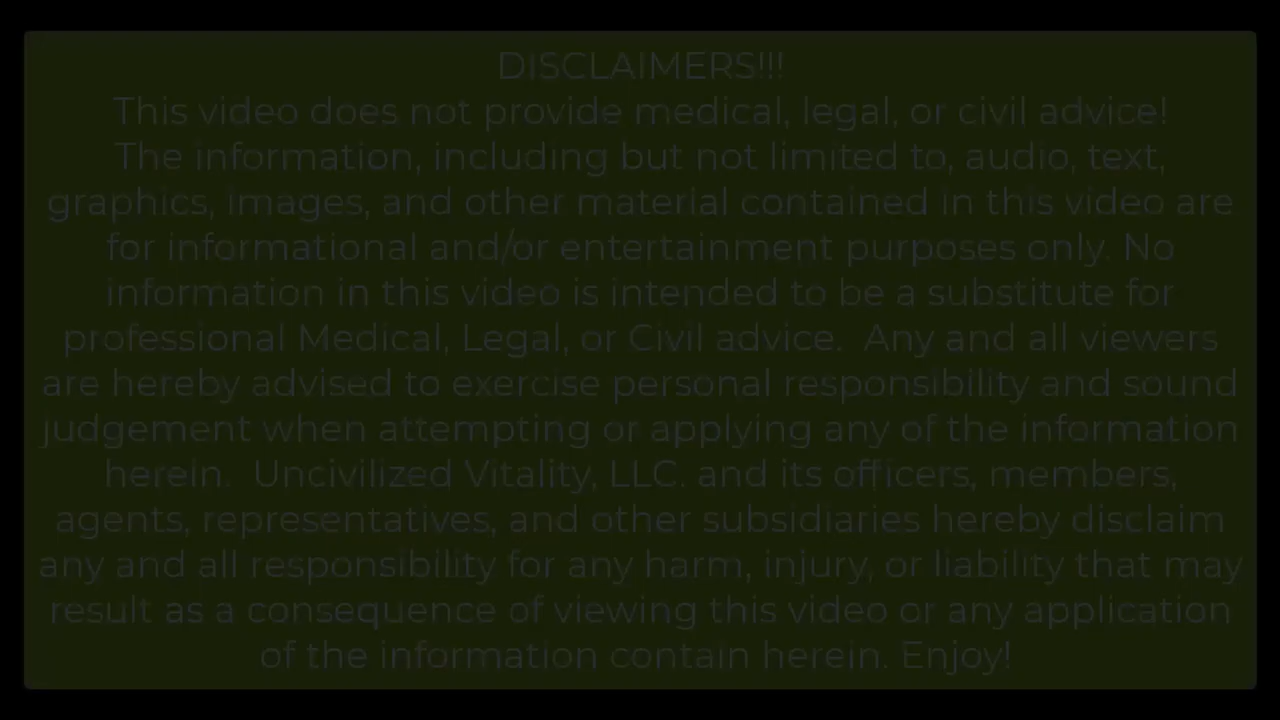 DISCLAIMERS!!!
This video does not provide medical, legal, or civil advice!
The information, including but not limited to, audio, text,
graphics, images, and other material contained in this video are
for informational and/or entertainment purposes only. No
information in this video is intended to be a substitute for
professional Medical, Legal, or Civil advice.  Any and all viewers
are hereby advised to exercise personal responsibility and sound
judgement when attempting or applying any of the information
herein.  Uncivilized Vitality, LLC. and its officers, members,
agents, representatives, and other subsidiaries hereby disclaim
any and all responsibility for any harm, injury, or liability that may
result as a consequence of viewing this video or any application
of the information contain herein. Enjoy!